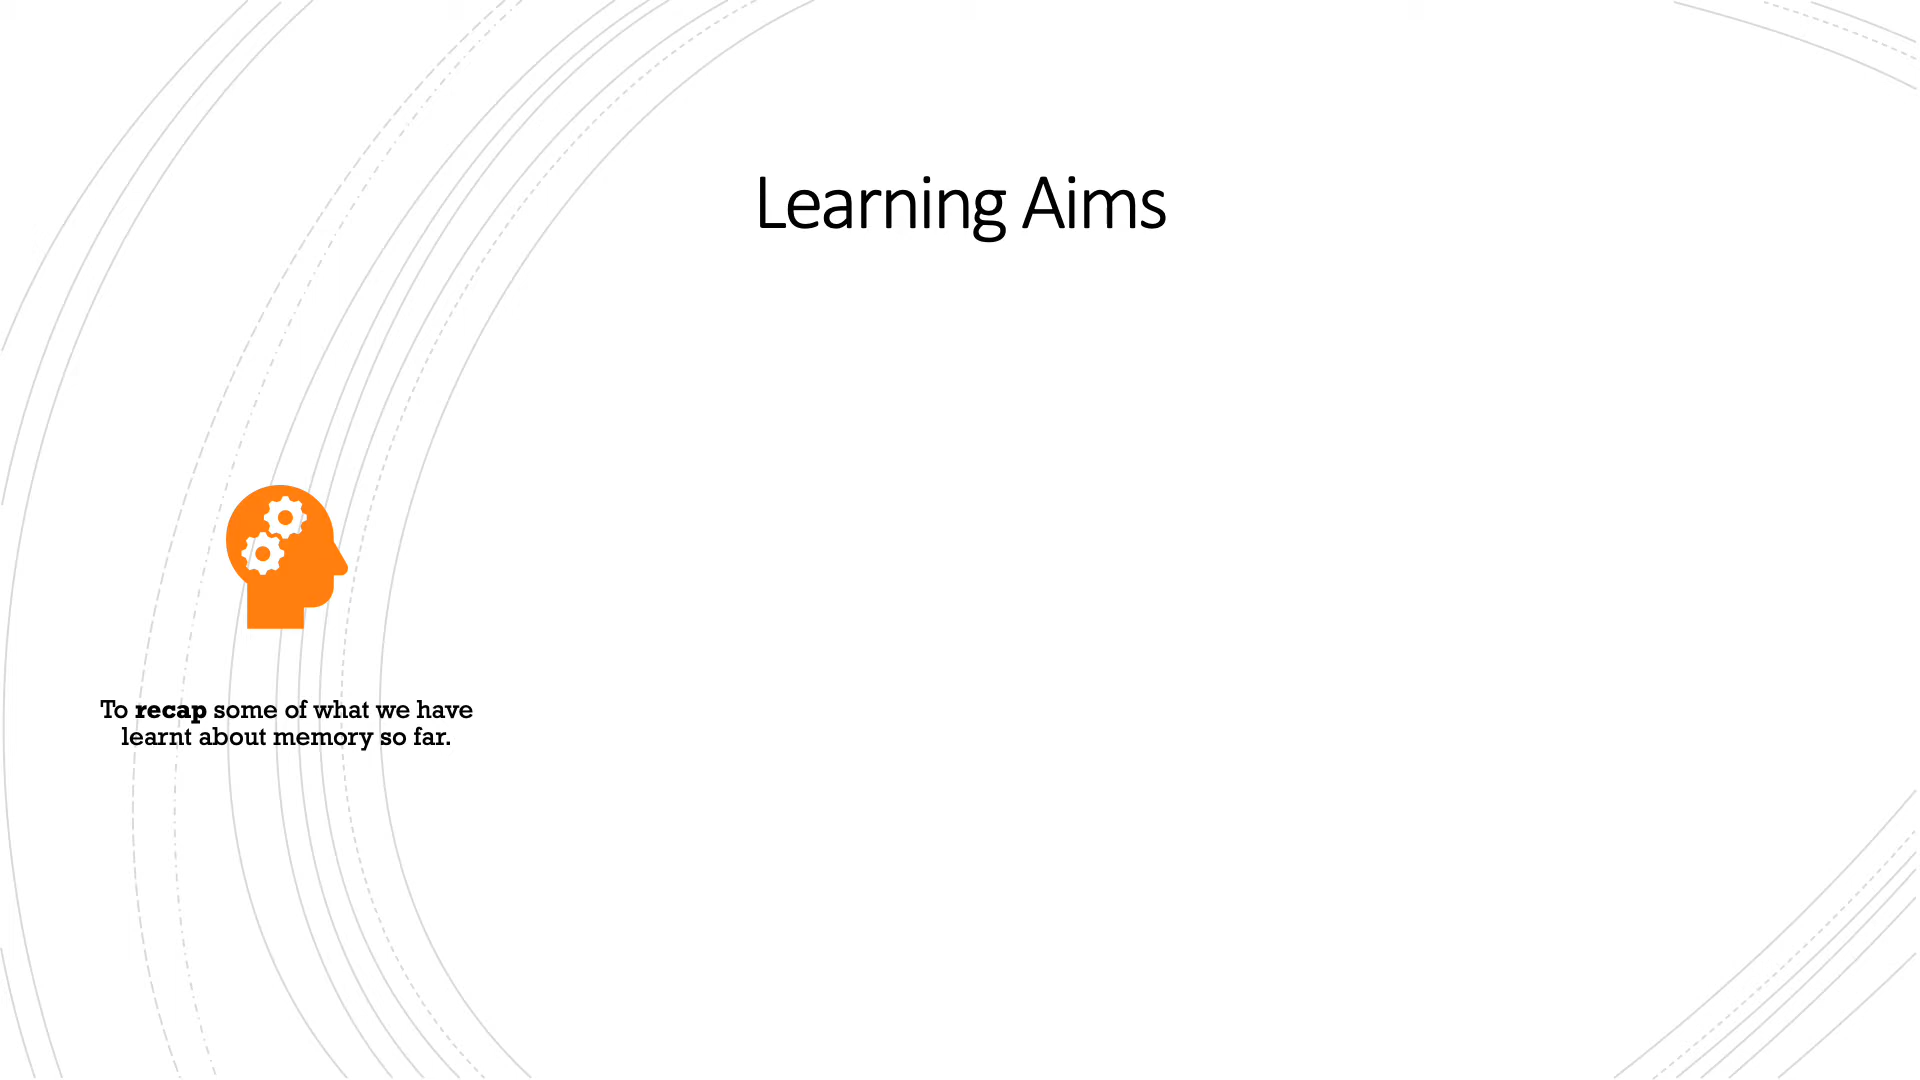 Learning Aims
To recap some of what we have
learnt about memory so far.